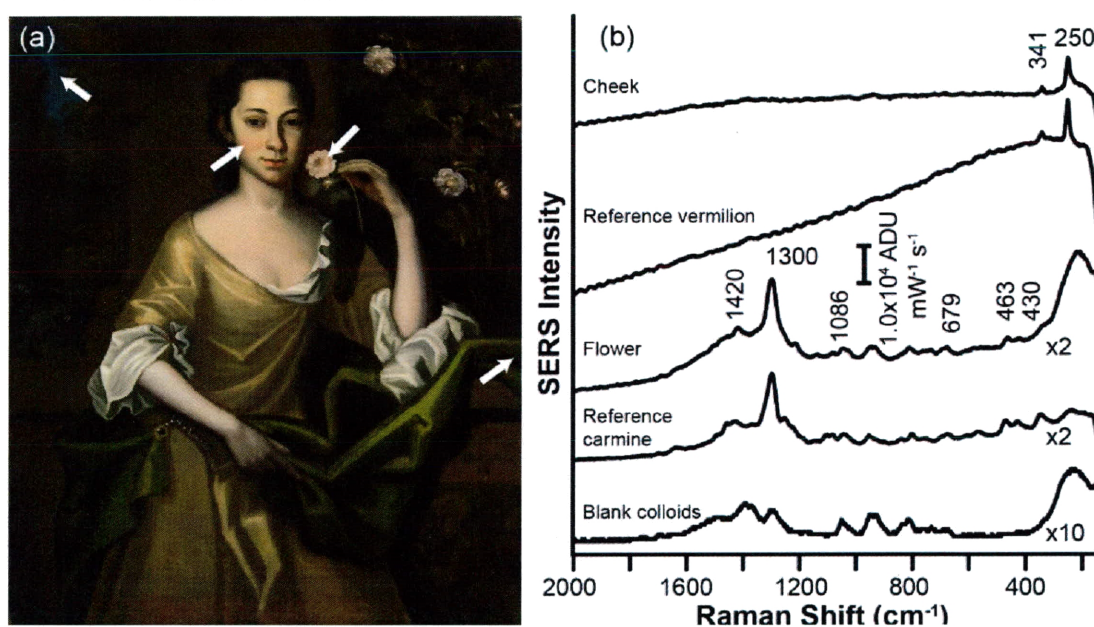 (a)
(b)
341
250
Cheek
Reference vermilion
1300
1420
1086
1.0x10⁴ ADU
mW⁻¹ s⁻¹
679
463
430
Flower
x2
Reference
carmine
x2
Blank colloids
x10
SERS Intensity
2000
1600
1200
800
400
Raman Shift (cm⁻¹)